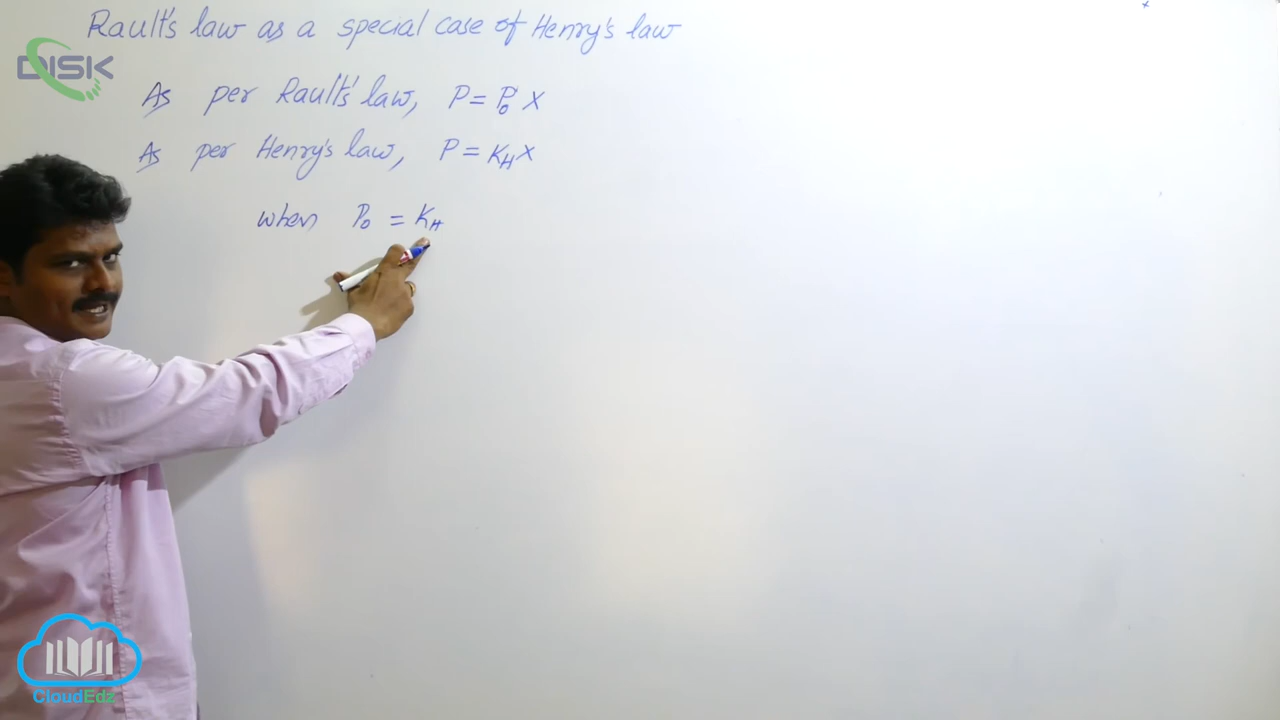 Rault's law as a special case of Henry's law
DISK
As per Rault's law, P = P₀ X
As per Henry's law, P = K_H X
when P₀ = K_H
CloudEdz